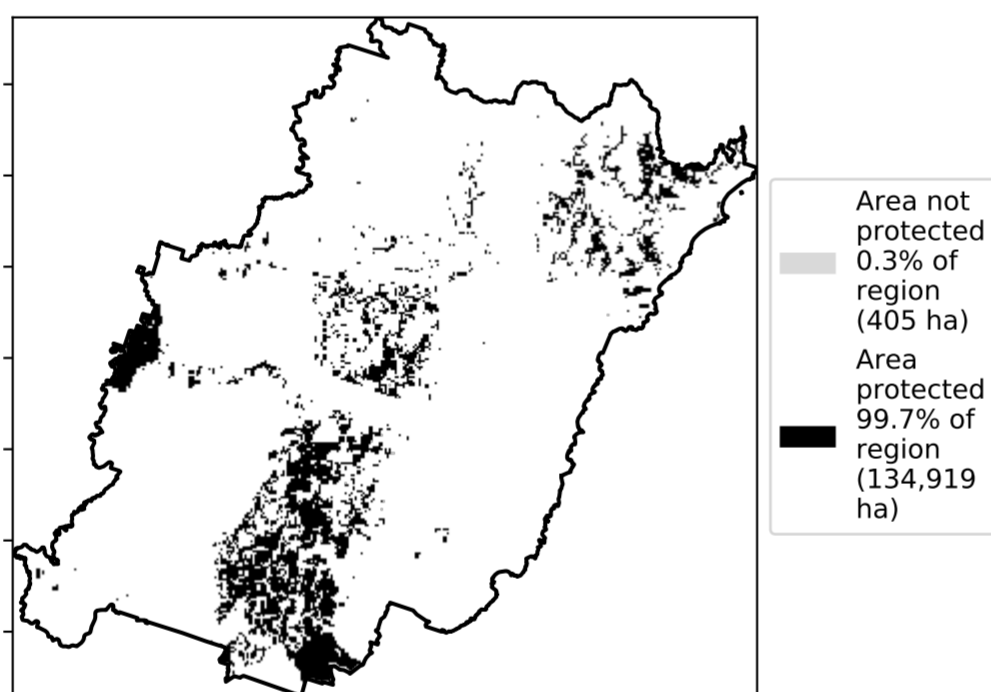 Area not
protected
0.3% of
region
(405 ha)
Area
protected
99.7% of
region
(134,919
ha)